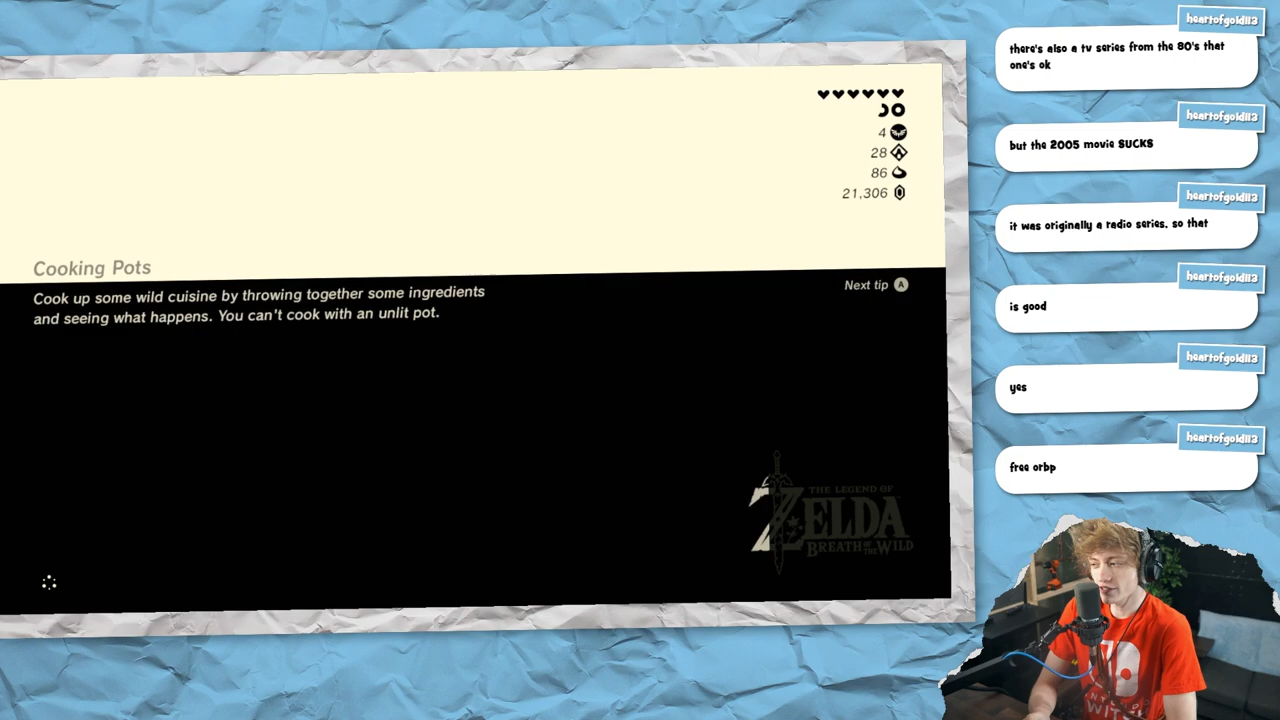 4
28
86
21,306
Cooking Pots
Cook up some wild cuisine by throwing together some ingredients
and seeing what happens. You can't cook with an unlit pot.
Next tip A
THE LEGEND OF
ZELDA
BREATH OF THE WILD
heartofgold113
there's also a tv series from the 80's that
one's ok
heartofgold113
but the 2005 movie SUCKS
heartofgold113
it was originally a radio series, so that
heartofgold113
is good
heartofgold113
yes
heartofgold113
free orbp